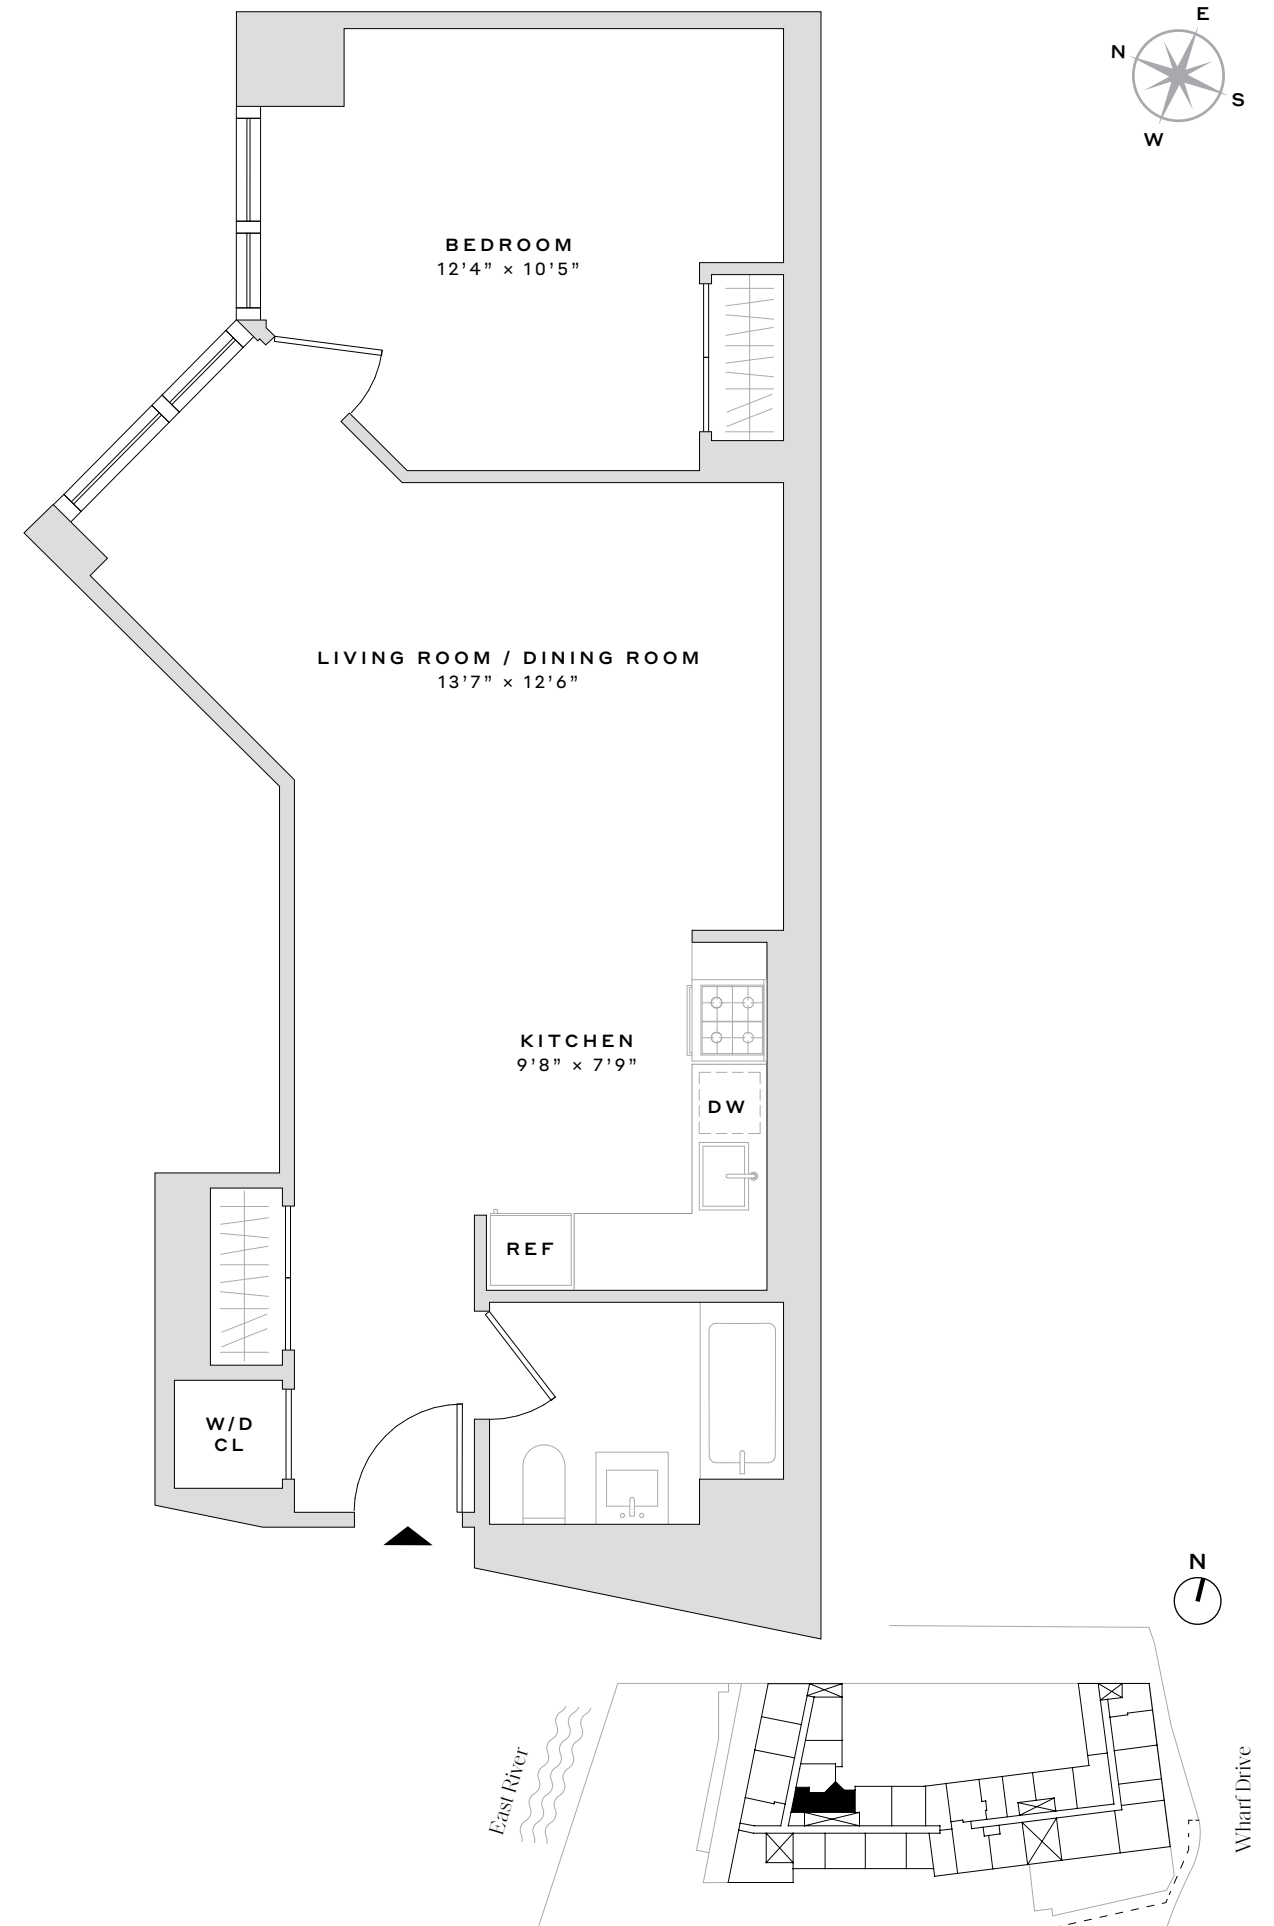 E
N
S
W
BEDROOM
12’4” × 10’5”
LIVING ROOM / DINING ROOM
13’7” × 12’6”
KITCHEN
9’8” × 7’9”
DW
REF
W/D
CL
N
East River
Wharf Drive